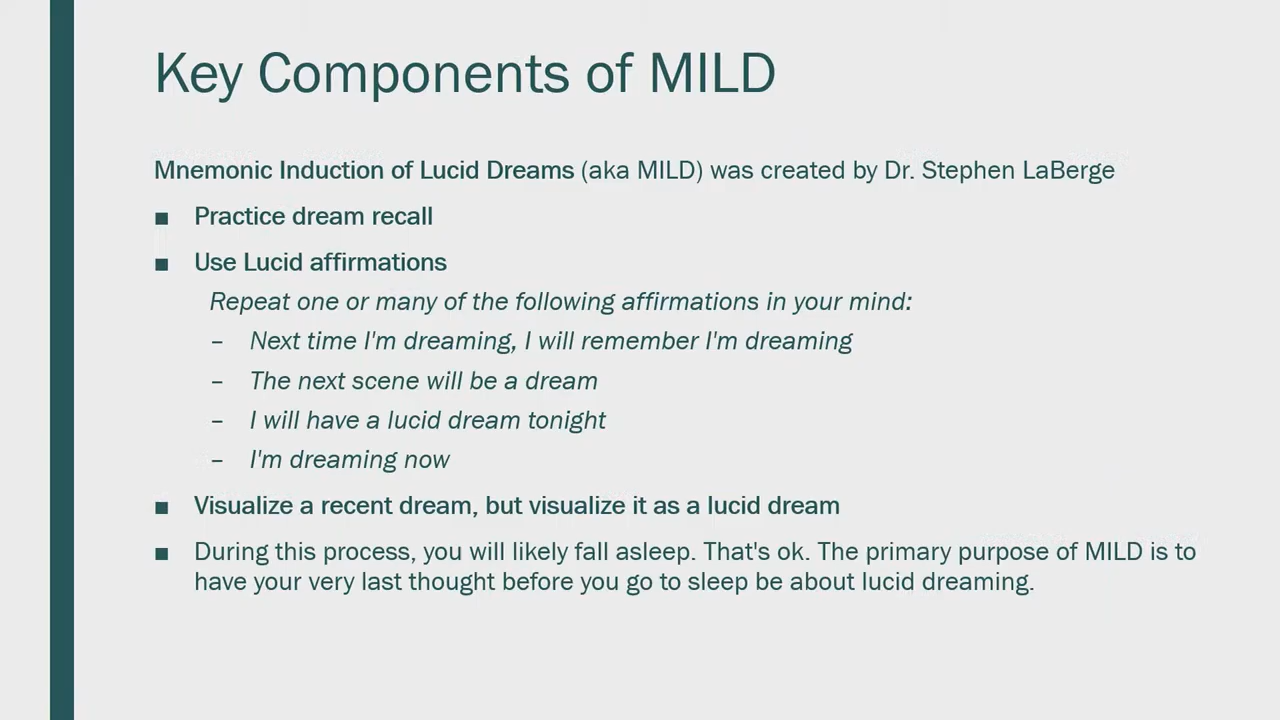 Key Components of MILD
Mnemonic Induction of Lucid Dreams (aka MILD) was created by Dr. Stephen LaBerge
■ Practice dream recall
■ Use Lucid affirmations
Repeat one or many of the following affirmations in your mind:
– Next time I'm dreaming, I will remember I'm dreaming
– The next scene will be a dream
– I will have a lucid dream tonight
– I'm dreaming now
■ Visualize a recent dream, but visualize it as a lucid dream
■ During this process, you will likely fall asleep. That's ok. The primary purpose of MILD is to
have your very last thought before you go to sleep be about lucid dreaming.